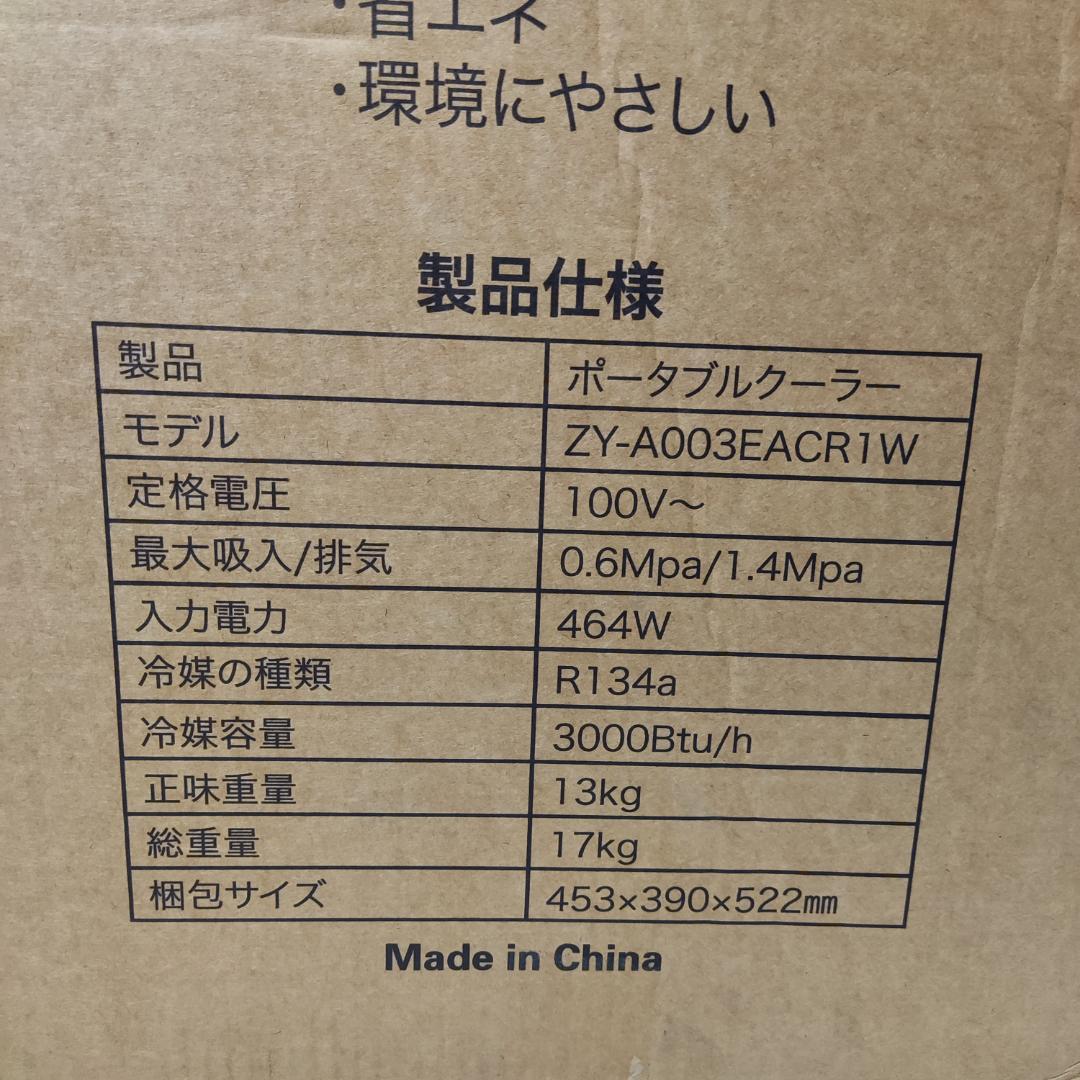 ・省エネ
・環境にやさしい
製品仕様
製品 ポータブルクーラー
モデル ZY-A003EACR1W
定格電圧 100V～
最大吸入/排気 0.6Mpa/1.4Mpa
入力電力 464W
冷媒の種類 R134a
冷媒容量 3000Btu/h
正味重量 13kg
総重量 17kg
梱包サイズ 453×390×522㎜
Made in China